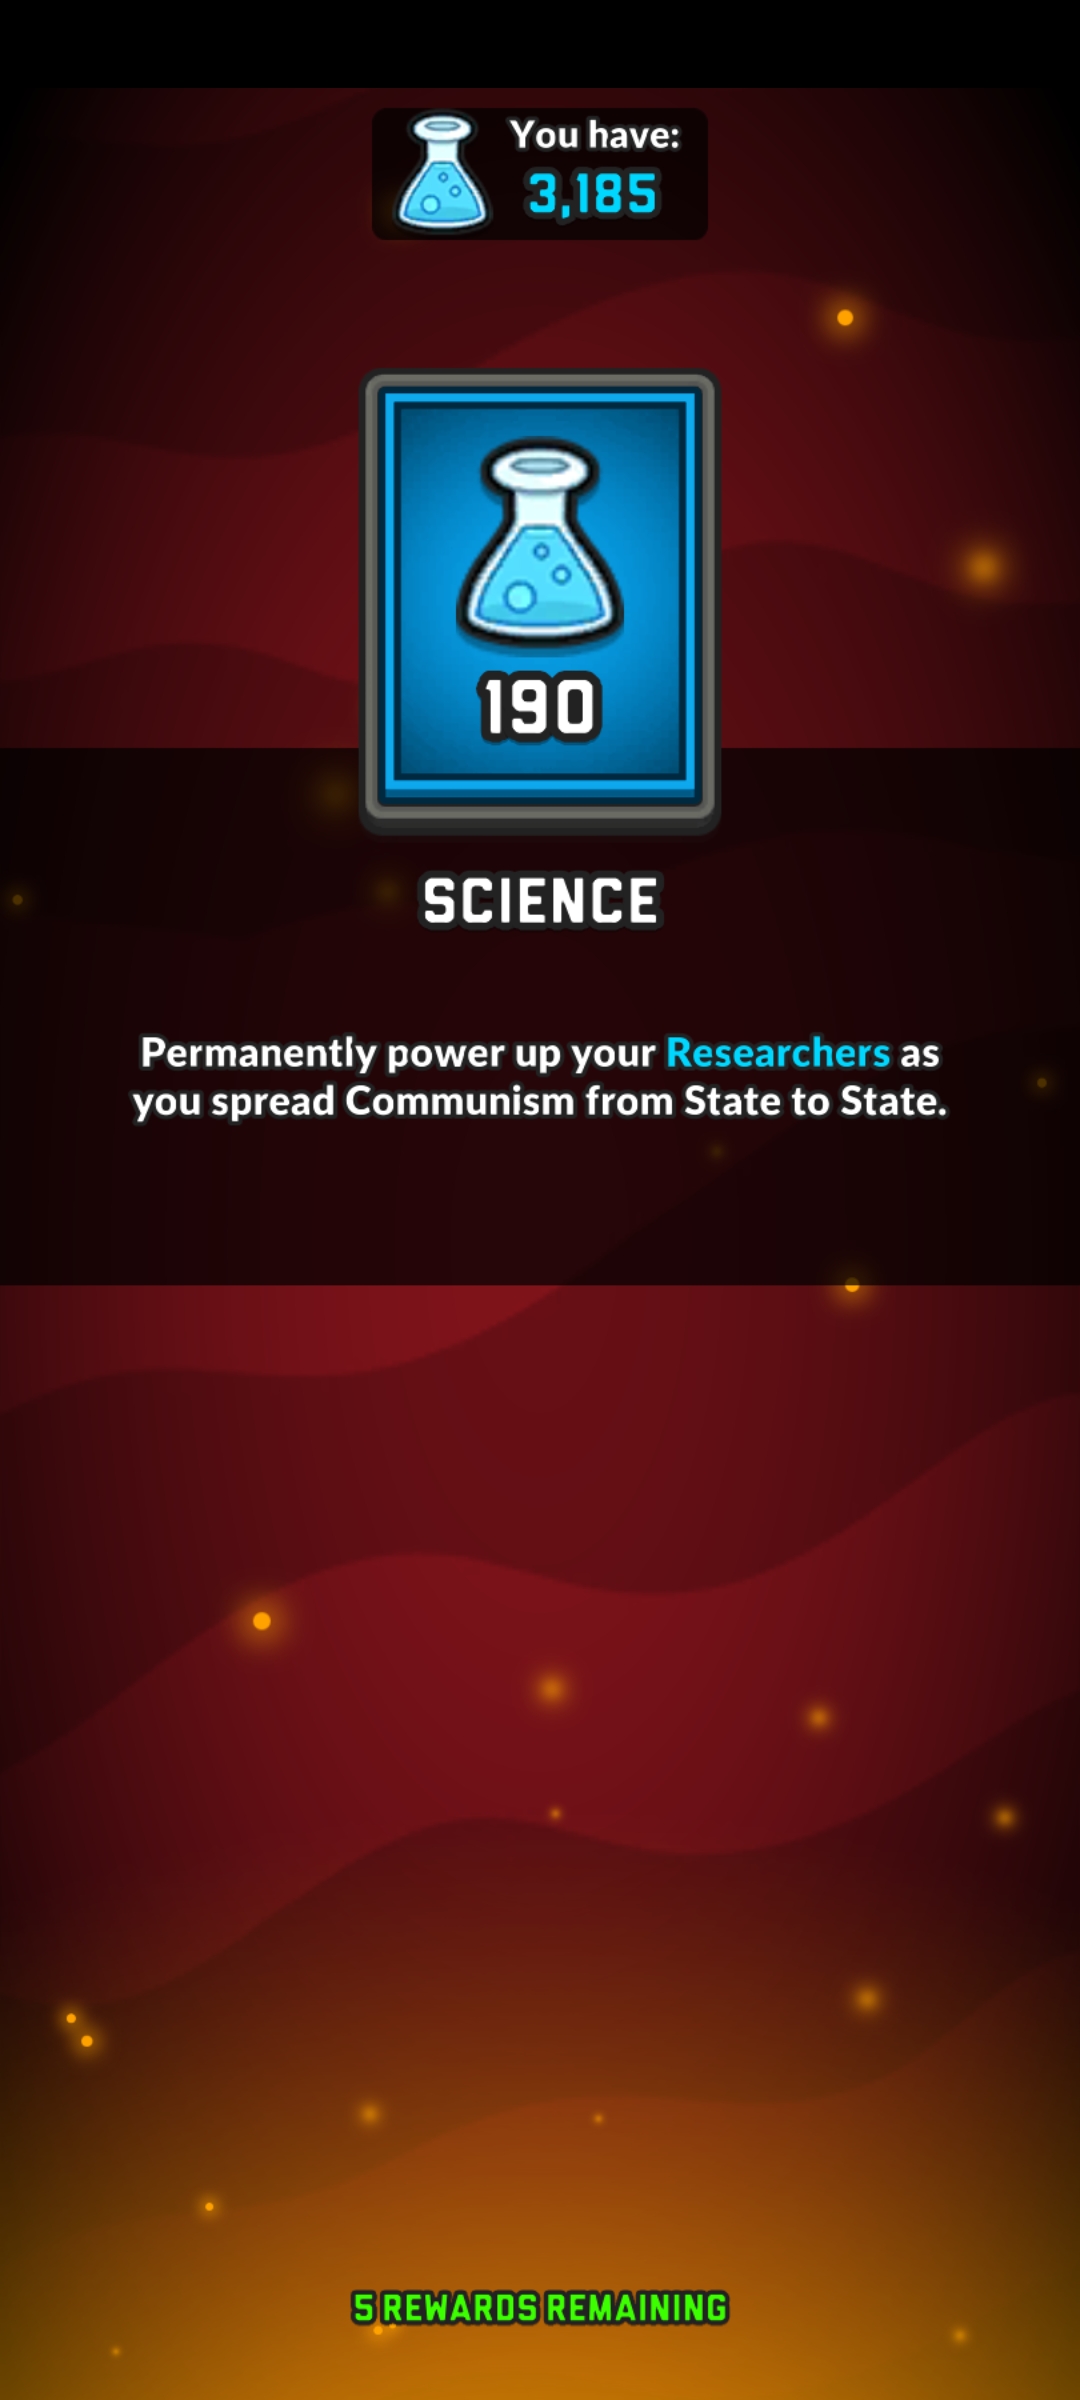 You have:
3,185
190
SCIENCE
Permanently power up your Researchers as
you spread Communism from State to State.
5 REWARDS REMAINING